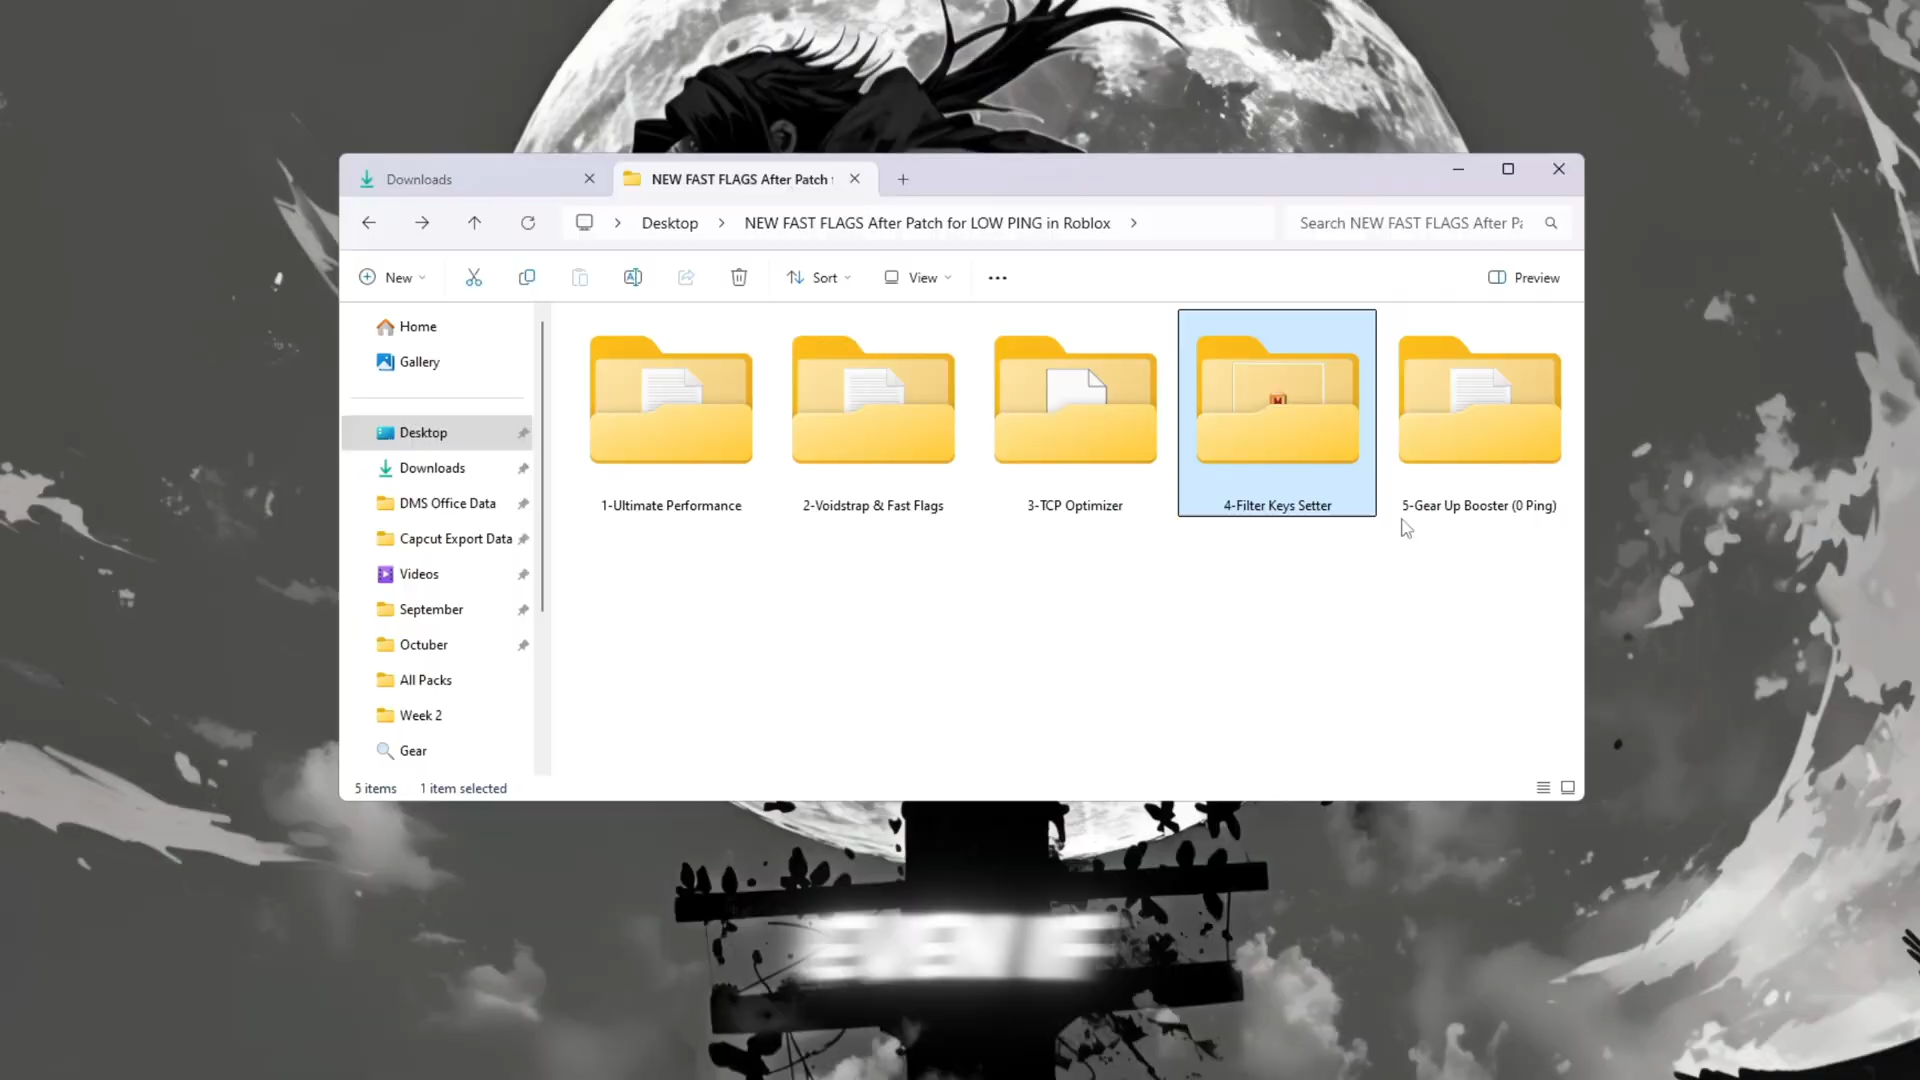 Downloads
NEW FAST FLAGS After Patch
Desktop
NEW FAST FLAGS After Patch for LOW PING in Roblox
Search NEW FAST FLAGS After Pa
New
Sort
View
Preview
Home
Gallery
Desktop
Downloads
DMS Office Data
Capcut Export Data
Videos
September
Octuber
All Packs
Week 2
Gear
1-Ultimate Performance
2-Voidstrap & Fast Flags
3-TCP Optimizer
4-Filter Keys Setter
5-Gear Up Booster (0 Ping)
5 items
1 item selected